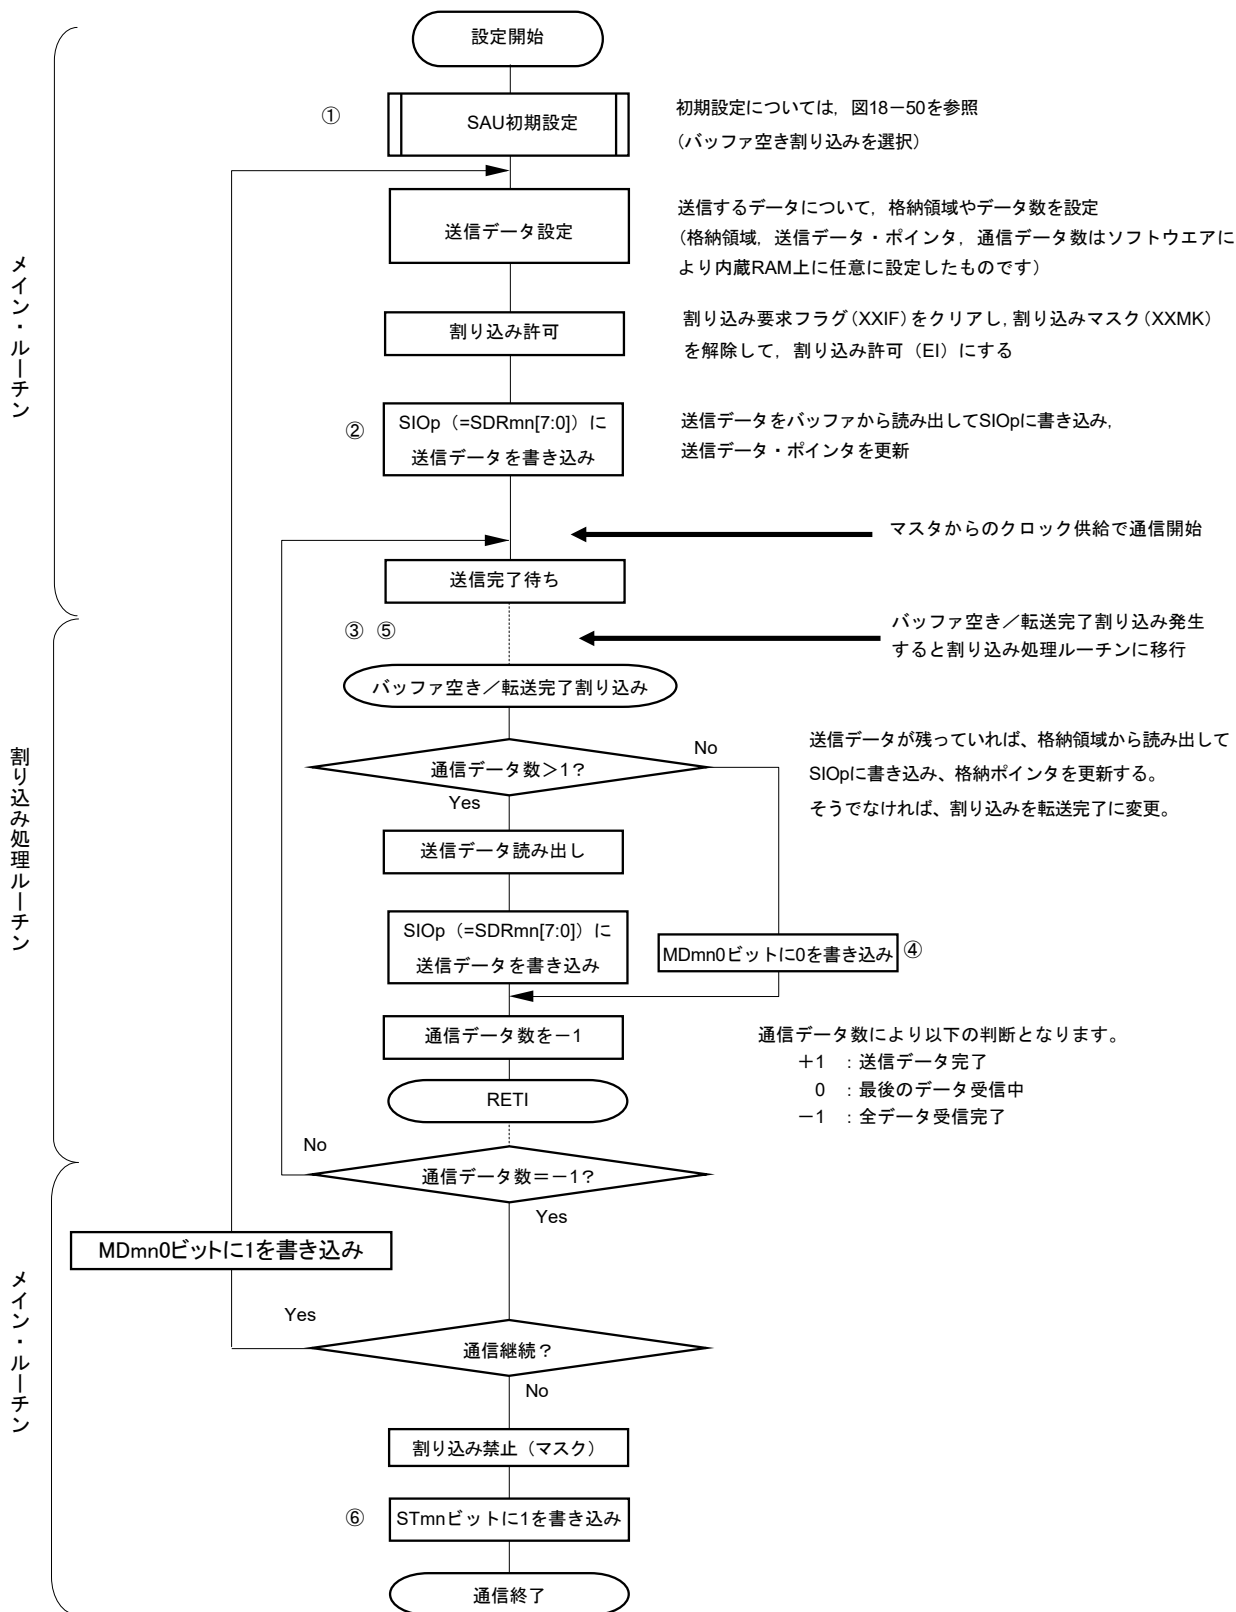 設定開始
①
SAU初期設定
初期設定については，図18－50を参照
（バッファ空き割り込みを選択）
送信データ設定
送信するデータについて，格納領域やデータ数を設定
（格納領域，送信データ・ポインタ，通信データ数はソフトウエアに
より内蔵RAM上に任意に設定したものです）
メイン・ルーチン
割り込み許可
割り込み要求フラグ（XXIF）をクリアし，割り込みマスク（XXMK）
を解除して，割り込み許可（EI）にする
②
SIOp（=SDRmn[7:0]）に
送信データを書き込み
送信データをバッファから読み出してSIOpに書き込み，
送信データ・ポインタを更新
マスタからのクロック供給で通信開始
送信完了待ち
③ ⑤
バッファ空き／転送完了割り込み発生
すると割り込み処理ルーチンに移行
バッファ空き／転送完了割り込み
割り込み処理ルーチン
通信データ数＞1？
No
Yes
送信データが残っていれば、格納領域から読み出して
SIOpに書き込み、格納ポインタを更新する。
そうでなければ、割り込みを転送完了に変更。
送信データ読み出し
SIOp（=SDRmn[7:0]）に
送信データを書き込み
MDmn0ビットに0を書き込み
④
通信データ数を－1
通信データ数により以下の判断となります。
＋1 ：送信データ完了
0 ：最後のデータ受信中
－1 ：全データ受信完了
RETI
No
通信データ数＝－1？
Yes
MDmn0ビットに1を書き込み
メイン・ルーチン
Yes
通信継続？
No
割り込み禁止（マスク）
⑥
STmnビットに1を書き込み
通信終了